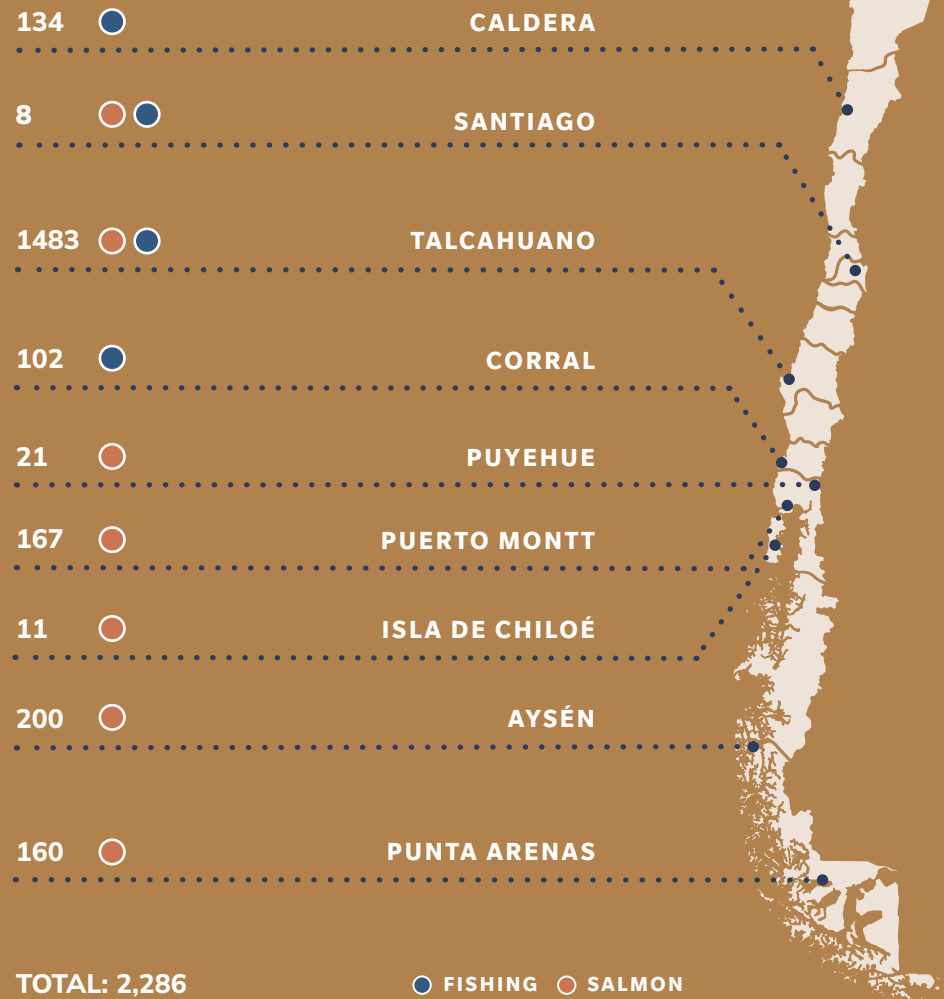 134 CALDERA
8 SANTIAGO
1483 TALCAHUANO
102 CORRAL
21 PUYEHUE
167 PUERTO MONTT
11 ISLA DE CHILOÉ
200 AYSÉN
160 PUNTA ARENAS
TOTAL: 2,286 FISHING SALMON